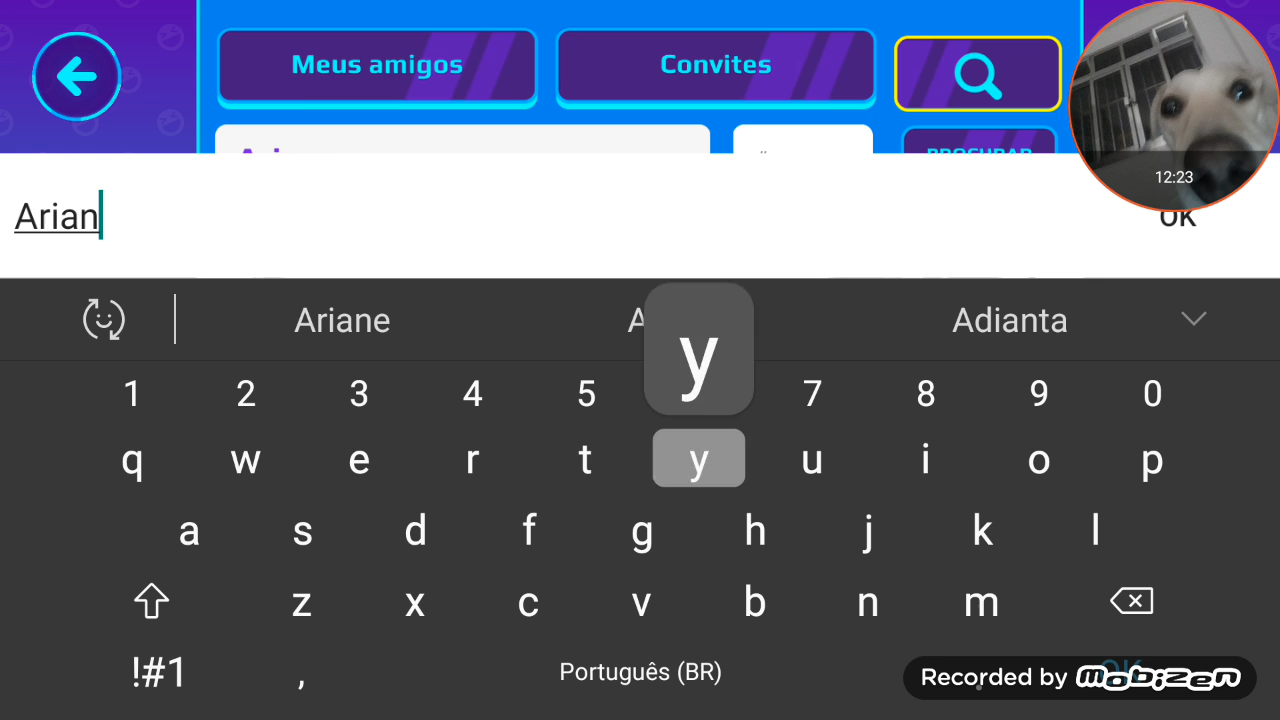 Meus amigos
Convites
12:23
Arian
OK
Ariane
Adianta
y
1 2 3 4 5 7 8 9 0
q w e r t y u i o p
a s d f g h j k l
z x c v b n m
!#1 , Português (BR)
Recorded by mobizen